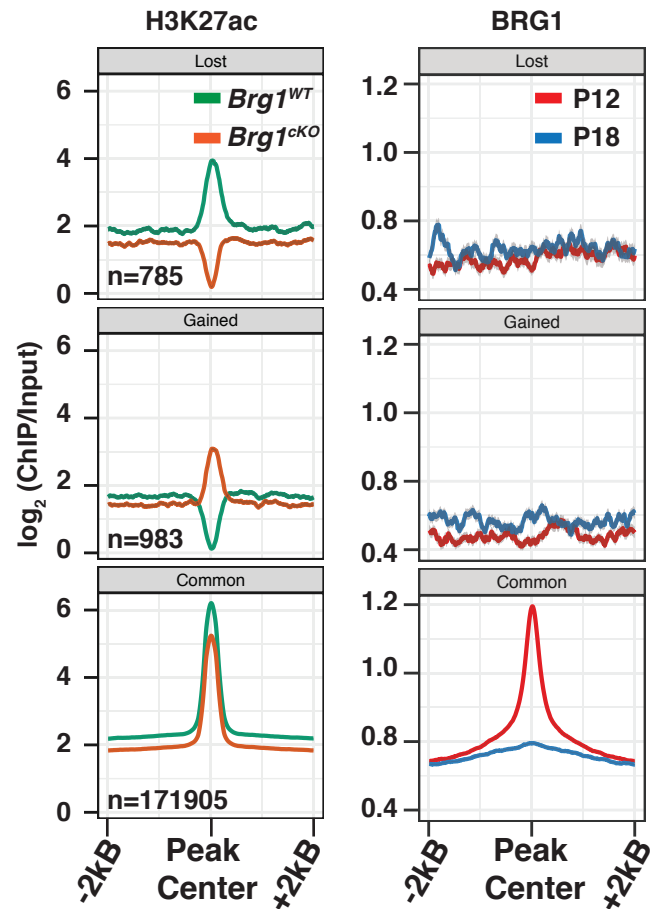 H3K27ac
BRG1
log2 (ChIP/Input)
Lost
6
4
2
0
Brg1WT
Brg1cKO
n=785
Lost
1.2
1.0
0.8
0.4
P12
P18
Gained
6
4
2
0
n=983
Gained
1.2
1.0
0.8
0.4
Common
6
4
2
0
n=171905
Common
1.2
1.0
0.8
0.4
-2kB
Peak
Center
+2kB
-2kB
Peak
Center
+2kB